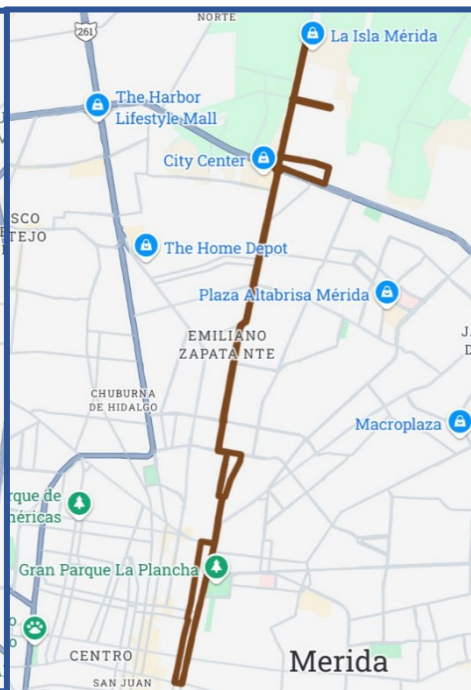 NORTE
261
La Isla Mérida
The Harbor
Lifestyle Mall
City Center
SCO
TEJO
The Home Depot
Plaza Altabrisa Mérida
EMILIANO
ZAPATA NTE
CHUBURNA
DE HIDALGO
Macroplaza
rque de
méricas
Gran Parque La Plancha
CENTRO
Merida
SAN JUAN